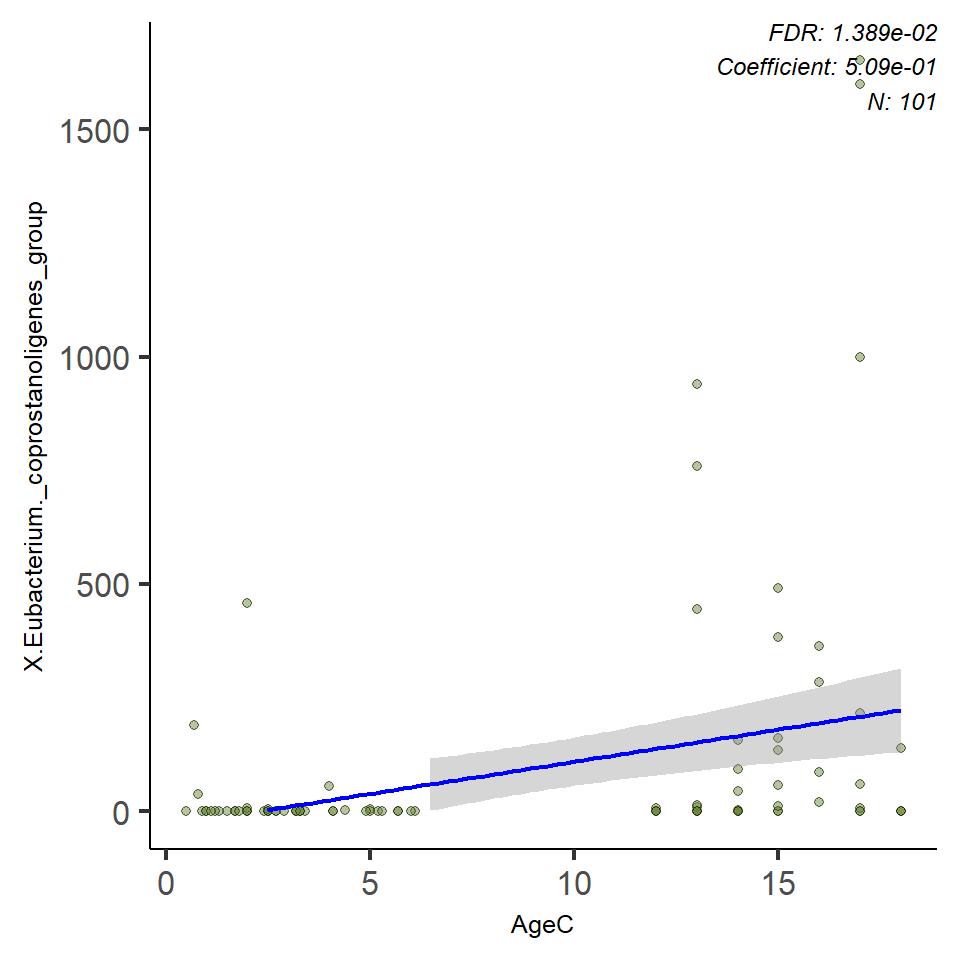 FDR: 1.389e-02
Coefficient: 5.09e-01
N: 101
1500
1000
500
0
X.Eubacterium._coprostanoligenes_group
0 5 10 15
AgeC